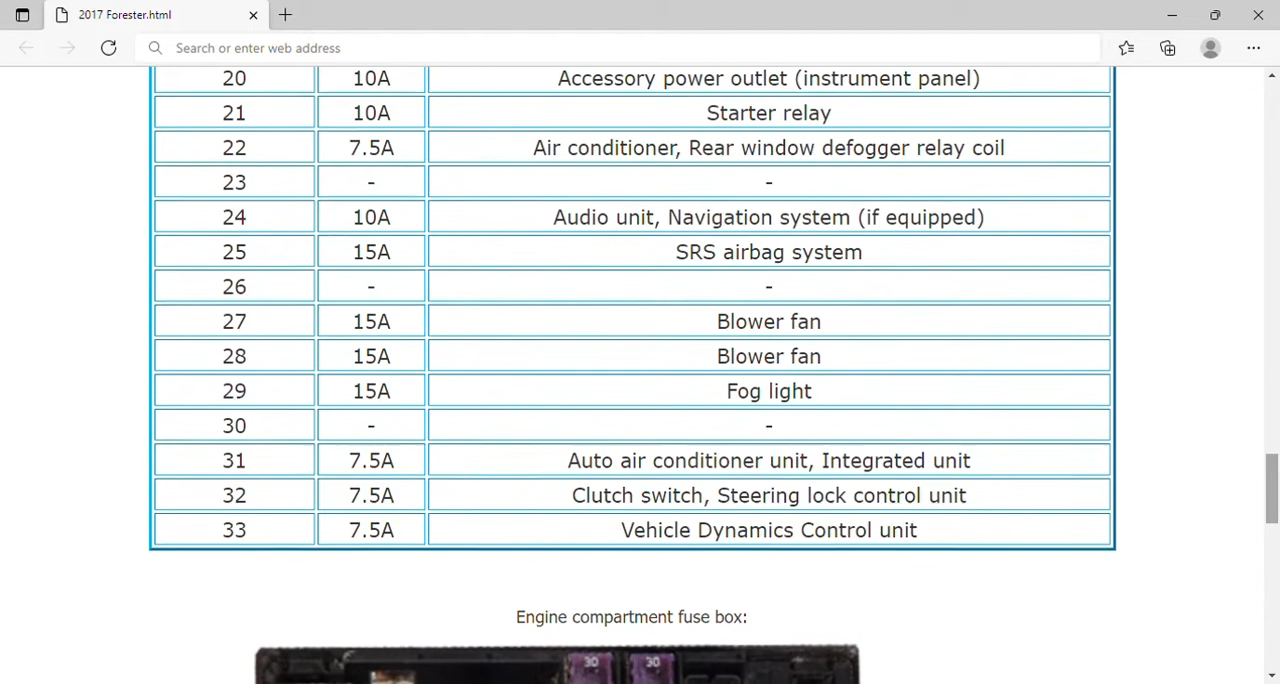 2017 Forester.html
Search or enter web address
20 10A Accessory power outlet (instrument panel)
21 10A Starter relay
22 7.5A Air conditioner, Rear window defogger relay coil
23 - -
24 10A Audio unit, Navigation system (if equipped)
25 15A SRS airbag system
26 - -
27 15A Blower fan
28 15A Blower fan
29 15A Fog light
30 - -
31 7.5A Auto air conditioner unit, Integrated unit
32 7.5A Clutch switch, Steering lock control unit
33 7.5A Vehicle Dynamics Control unit
Engine compartment fuse box:
30 30